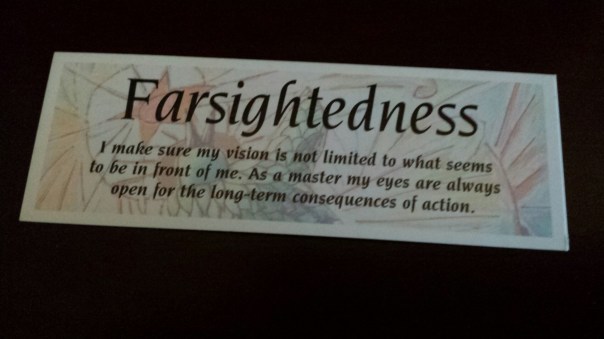 Farsightedness
I make sure my vision is not limited to what seems
to be in front of me. As a master my eyes are always
open for the long-term consequences of action.